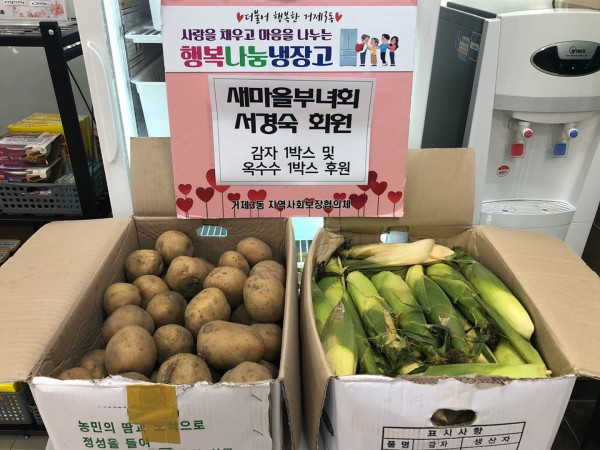 더불어 행복한 거제3동
사랑을 채우고 마음을 나누는
행복나눔냉장고
새마을부녀회
서경숙 회원
감자 1박스 및
옥수수 1박스 후원
거제3동 지역사회보장협의체
농민의 땀과
으로
정성을 들여
표시사항
품명 감자 생산자